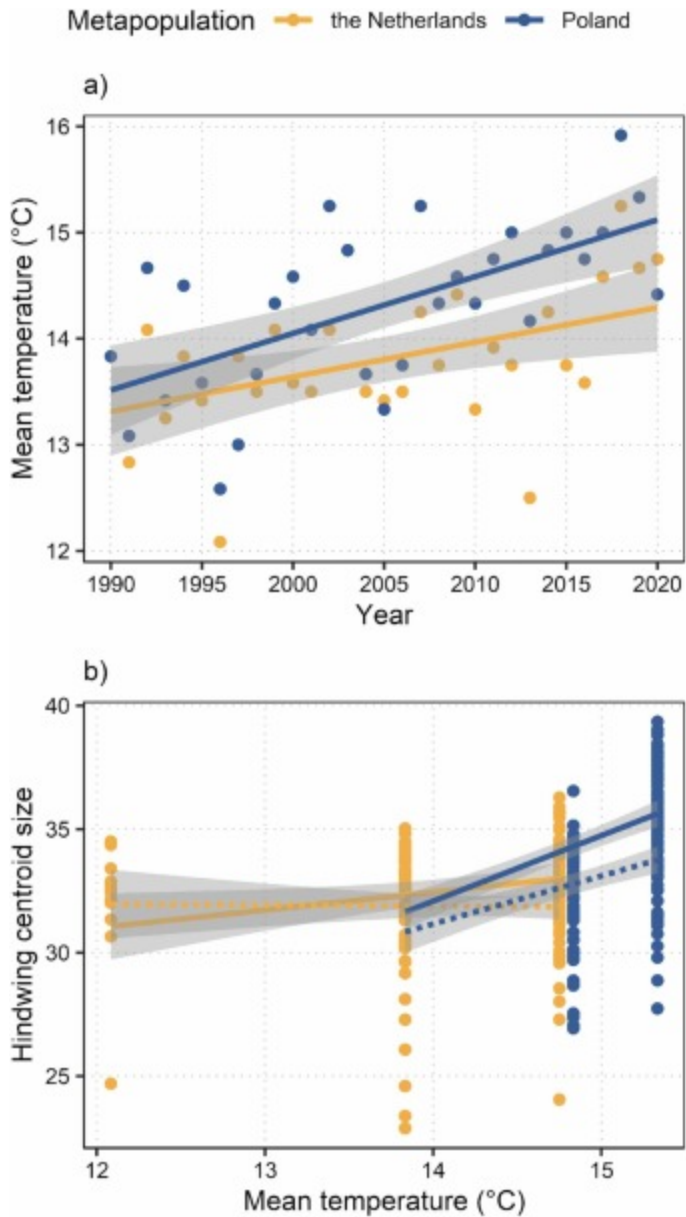 Metapopulation the Netherlands Poland
a)
16
15
14
13
12
Mean temperature (°C)
1990 1995 2000 2005 2010 2015 2020
Year
b)
40
35
30
25
Hindwing centroid size
12 13 14 15
Mean temperature (°C)